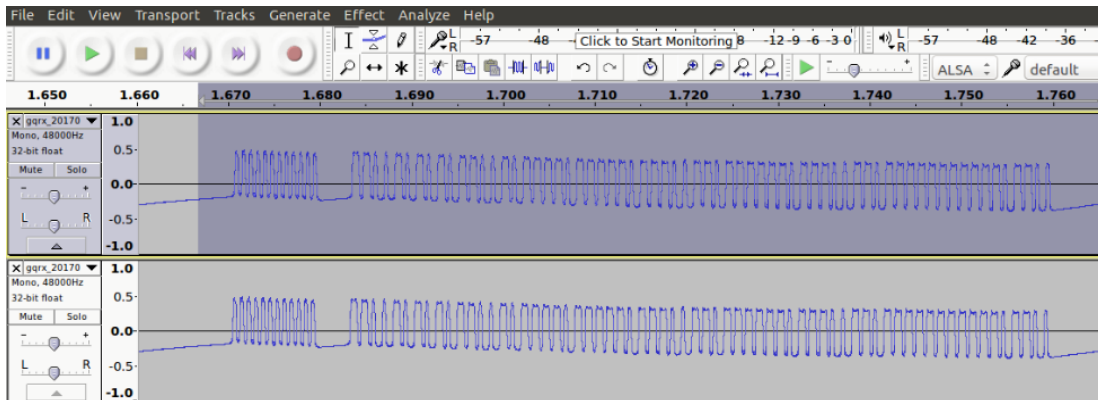 File Edit View Transport Tracks Generate Effect Analyze Help
L R -57 -48 Click to Start Monitoring 8 -12 -9 -6 -3 0 L R -57 -48 -42 -36
ALSA default
1.650 1.660 1.670 1.680 1.690 1.700 1.710 1.720 1.730 1.740 1.750 1.760
X gqrx_20170 1.0
Mono, 48000Hz
32-bit float 0.5
Mute Solo
- + 0.0
L R -0.5
-1.0
X gqrx_20170 1.0
Mono, 48000Hz
32-bit float 0.5
Mute Solo
- + 0.0
L R -0.5
-1.0